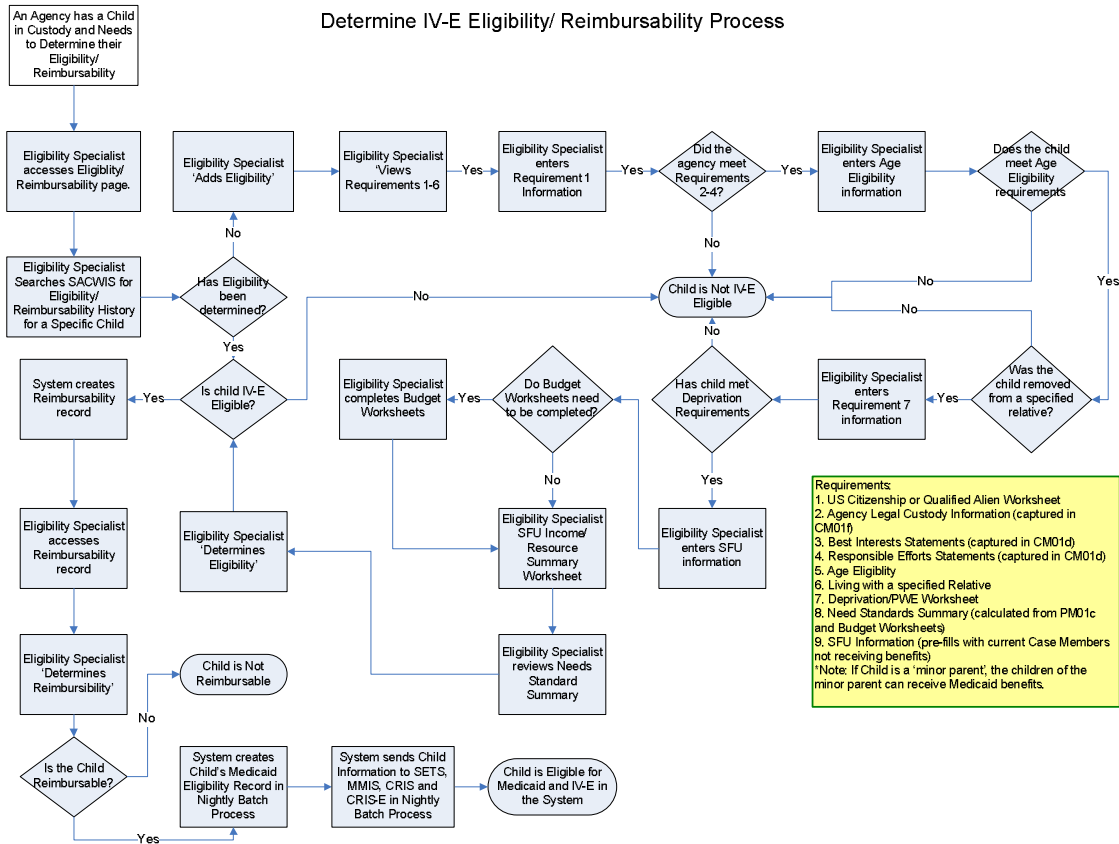 Determine IV-E Eligibility/ Reimbursability Process
An Agency has a Child
in Custody and Needs
to Determine their
Eligibility/
Reimbursability
Eligibility Specialist
accesses Eligiblty/
Reimbursability page.
Eligibility Specialist
‘Adds Eligibility’
Eligibility Specialist
‘Views
Requirements 1-6
Yes
Eligibility Specialist
enters
Requirement 1
Information
Yes
Did the
agency meet
Requirements
2-4?
Yes
Eligibility Specialist
enters Age
Eligibility
information
Does the child
meet Age
Eligibility
requirements
No
No
Eligibility Specialist
Searches SACWIS for
Eligibility/
Reimbursability History
for a Specific Child
Has Eligibility
been
determined?
No
Child is Not IV-E
Eligible
No
Yes
No
No
Yes
System creates
Reimbursability
record
Yes
Is child IV-E
Eligible?
Eligibility Specialist
completes Budget
Worksheets
Yes
Do Budget
Worksheets need
to be completed?
Has child met
Deprivation
Requirements
Eligibility Specialist
enters
Requirement 7
information
Yes
Was the
child removed
from a specified
relative?
No
Yes
Eligibility Specialist
accesses
Reimbursability
record
Eligibility Specialist
‘Determines
Eligibility’
Eligibility Specialist
SFU Income/
Resource
Summary
Worksheet
Eligibility Specialist
enters SFU
information
Requirements:
1. US Citizenship or Qualified Alien Worksheet
2. Agency Legal Custody Information (captured in
CM01f)
3. Best Interests Statements (captured in CM01d)
4. Responsible Efforts Statements (captured in CM01d)
5. Age Eligiblity
6. Living with a specified Relative
7. Deprivation/PWE Worksheet
8. Need Standards Summary (calculated from PM01c
and Budget Worksheets)
9. SFU Information (pre-fills with current Case Members
not receiving benefits)
*Note: If Child is a ‘minor parent’, the children of the
minor parent can receive Medicaid benefits.
Eligibility Specialist
‘Determines
Reimbursibility’
Child is Not
Reimbursable
Eligibility Specialist
reviews Needs
Standard
Summary
No
Is the Child
Reimbursable?
System creates
Child’s Medicaid
Eligibility Record in
Nightly Batch
Process
System sends Child
Information to SETS,
MMIS, CRIS and
CRIS-E in Nightly
Batch Process
Child is Eligible for
Medicaid and IV-E in
the System
Yes